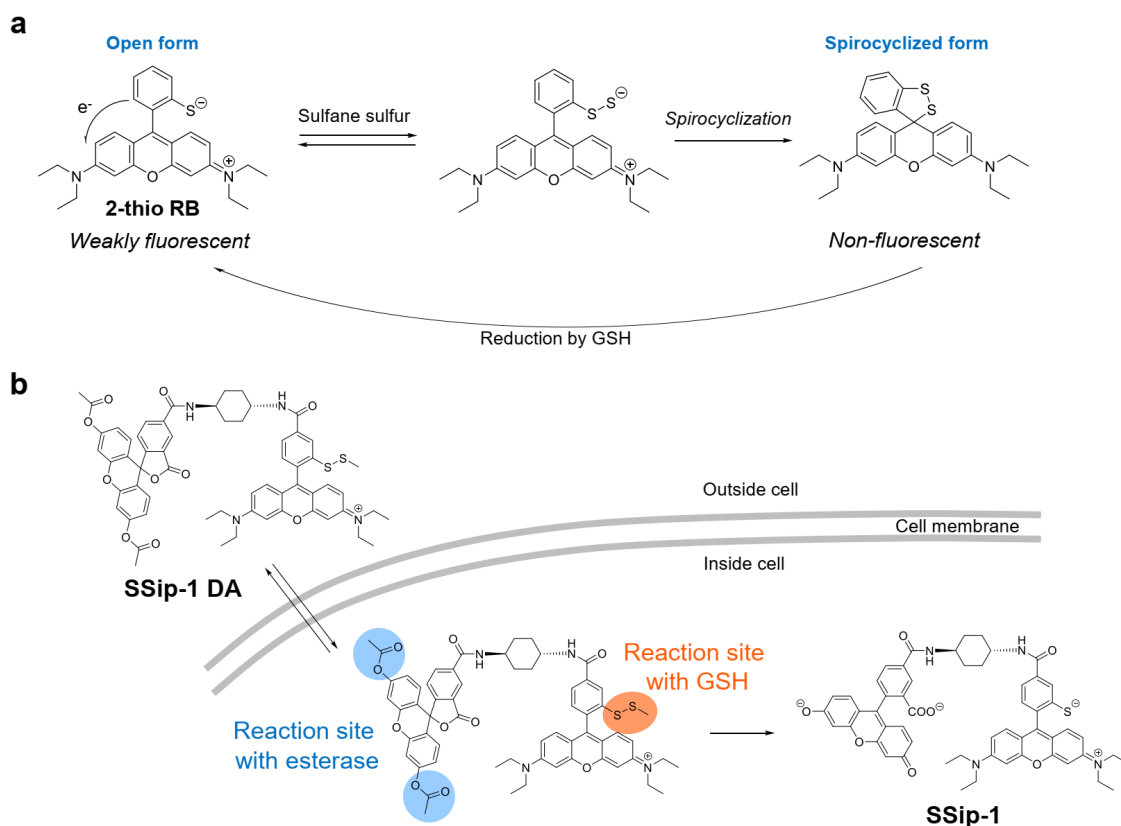 a
Open form
Spirocyclized form
e-
S⊖
Sulfane sulfur
S S⊖
Spirocyclization
S
S
N
O
N⊕
N
O
N⊕
N
O
N
2-thio RB
Weakly fluorescent
Non-fluorescent
Reduction by GSH
b
O
O
O
N
H
H
N
O
O
O
O
S S
O
O
O
N
O
N⊕
SSip-1 DA
Outside cell
Cell membrane
Inside cell
O
O
O
N
H
H
N
O
Reaction site
with GSH
O
O
O
S S
O
O
O
N
O
N⊕
Reaction site
with esterase
O
N
H
H
N
O
⊖O
COO⊖
S⊖
O
O
N
O
N⊕
SSip-1